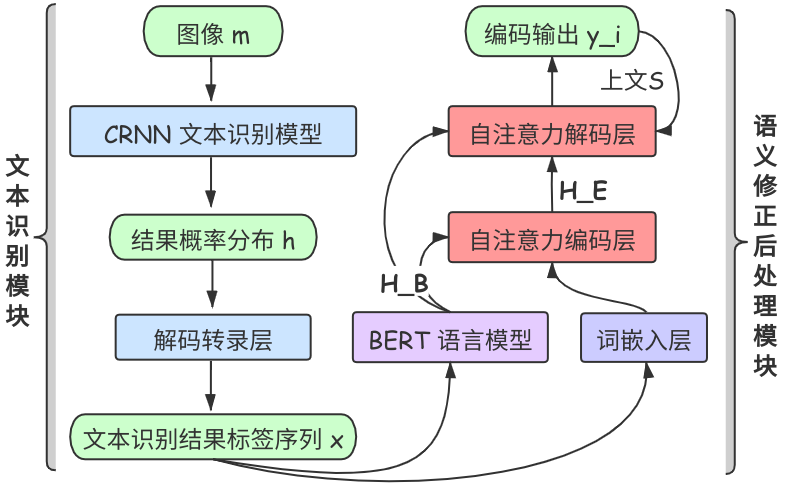 文本识别模块
图像 m
CRNN 文本识别模型
结果概率分布 h
解码转录层
文本识别结果标签序列 x
编码输出 y_i
上文S
自注意力解码层
H_E
自注意力编码层
H_B
BERT 语言模型
词嵌入层
语义修正后处理模块